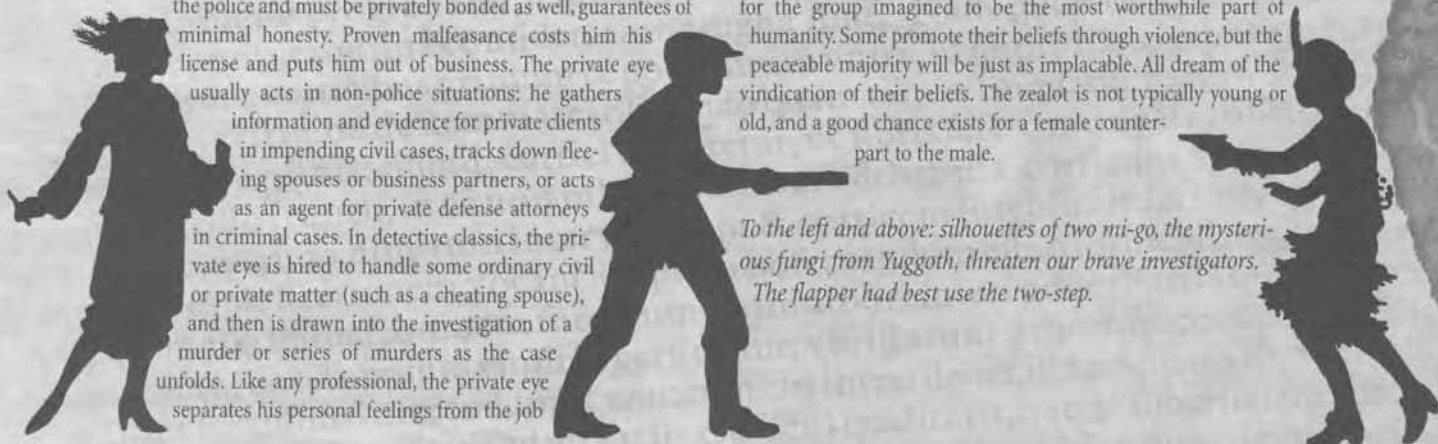 the police and must be privately bonded as well, guarantees of
minimal honesty. Proven malfeasance costs him his
license and puts him out of business. The private eye
usually acts in non-police situations: he gathers
information and evidence for private clients
in impending civil cases, tracks down flee-
ing spouses or business partners, or acts
as an agent for private defense attorneys
in criminal cases. In detective classics, the pri-
vate eye is hired to handle some ordinary civil
or private matter (such as a cheating spouse),
and then is drawn into the investigation of a
murder or series of murders as the case
unfolds. Like any professional, the private eye
separates his personal feelings from the job
for the group imagined to be the most worthwhile part of
humanity. Some promote their beliefs through violence, but the
peaceable majority will be just as implacable. All dream of the
vindication of their beliefs. The zealot is not typically young or
old, and a good chance exists for a female counter-
part to the male.
To the left and above: silhouettes of two mi-go, the mysteri-
ous fungi from Yuggoth, threaten our brave investigators.
The flapper had best use the two-step.